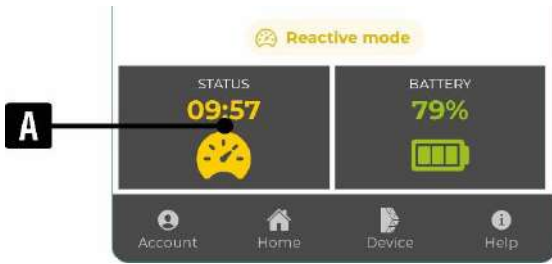 Reactive mode
STATUS
09:57
BATTERY
79%
A
Account
Home
Device
Help